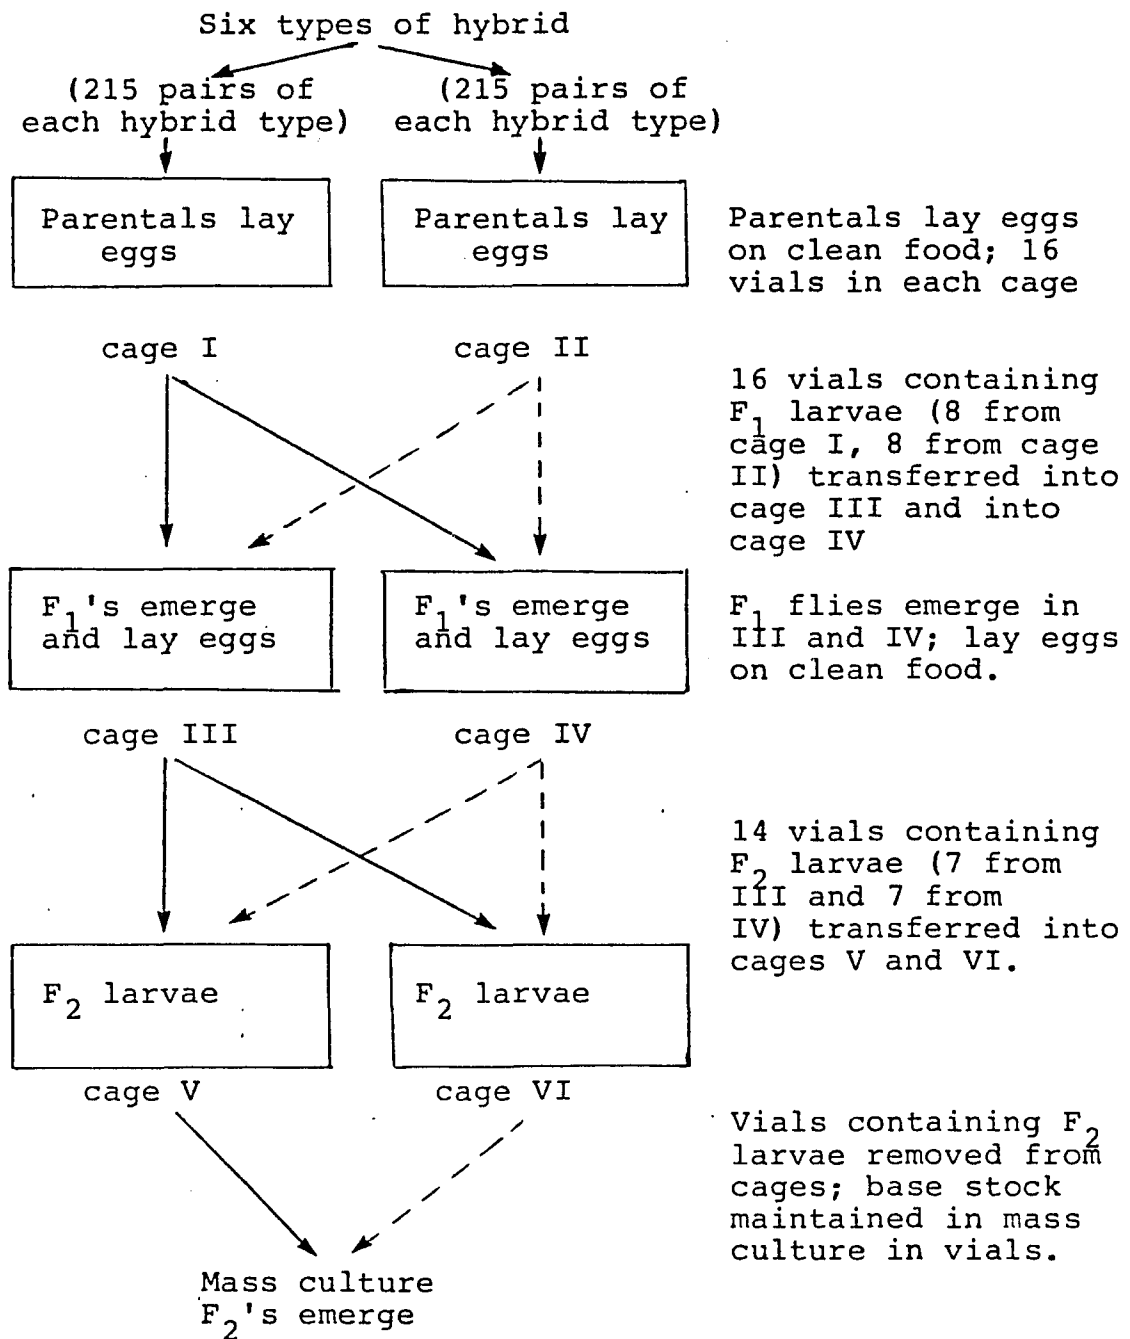 Six types of hybrid
(215 pairs of
each hybrid type)
(215 pairs of
each hybrid type)
Parentals lay
eggs
Parentals lay
eggs
Parentals lay eggs
on clean food; 16
vials in each cage
cage I
cage II
16 vials containing
F₁ larvae (8 from
cage I, 8 from cage
II) transferred into
cage III and into
cage IV
F₁'s emerge
and lay eggs
F₁'s emerge
and lay eggs
F₁ flies emerge in
III and IV; lay eggs
on clean food.
cage III
cage IV
14 vials containing
F₂ larvae (7 from
III and 7 from
IV) transferred into
cages V and VI.
F₂ larvae
F₂ larvae
cage V
cage VI
Vials containing F₂
larvae removed from
cages; base stock
maintained in mass
culture in vials.
Mass culture
F₂'s emerge